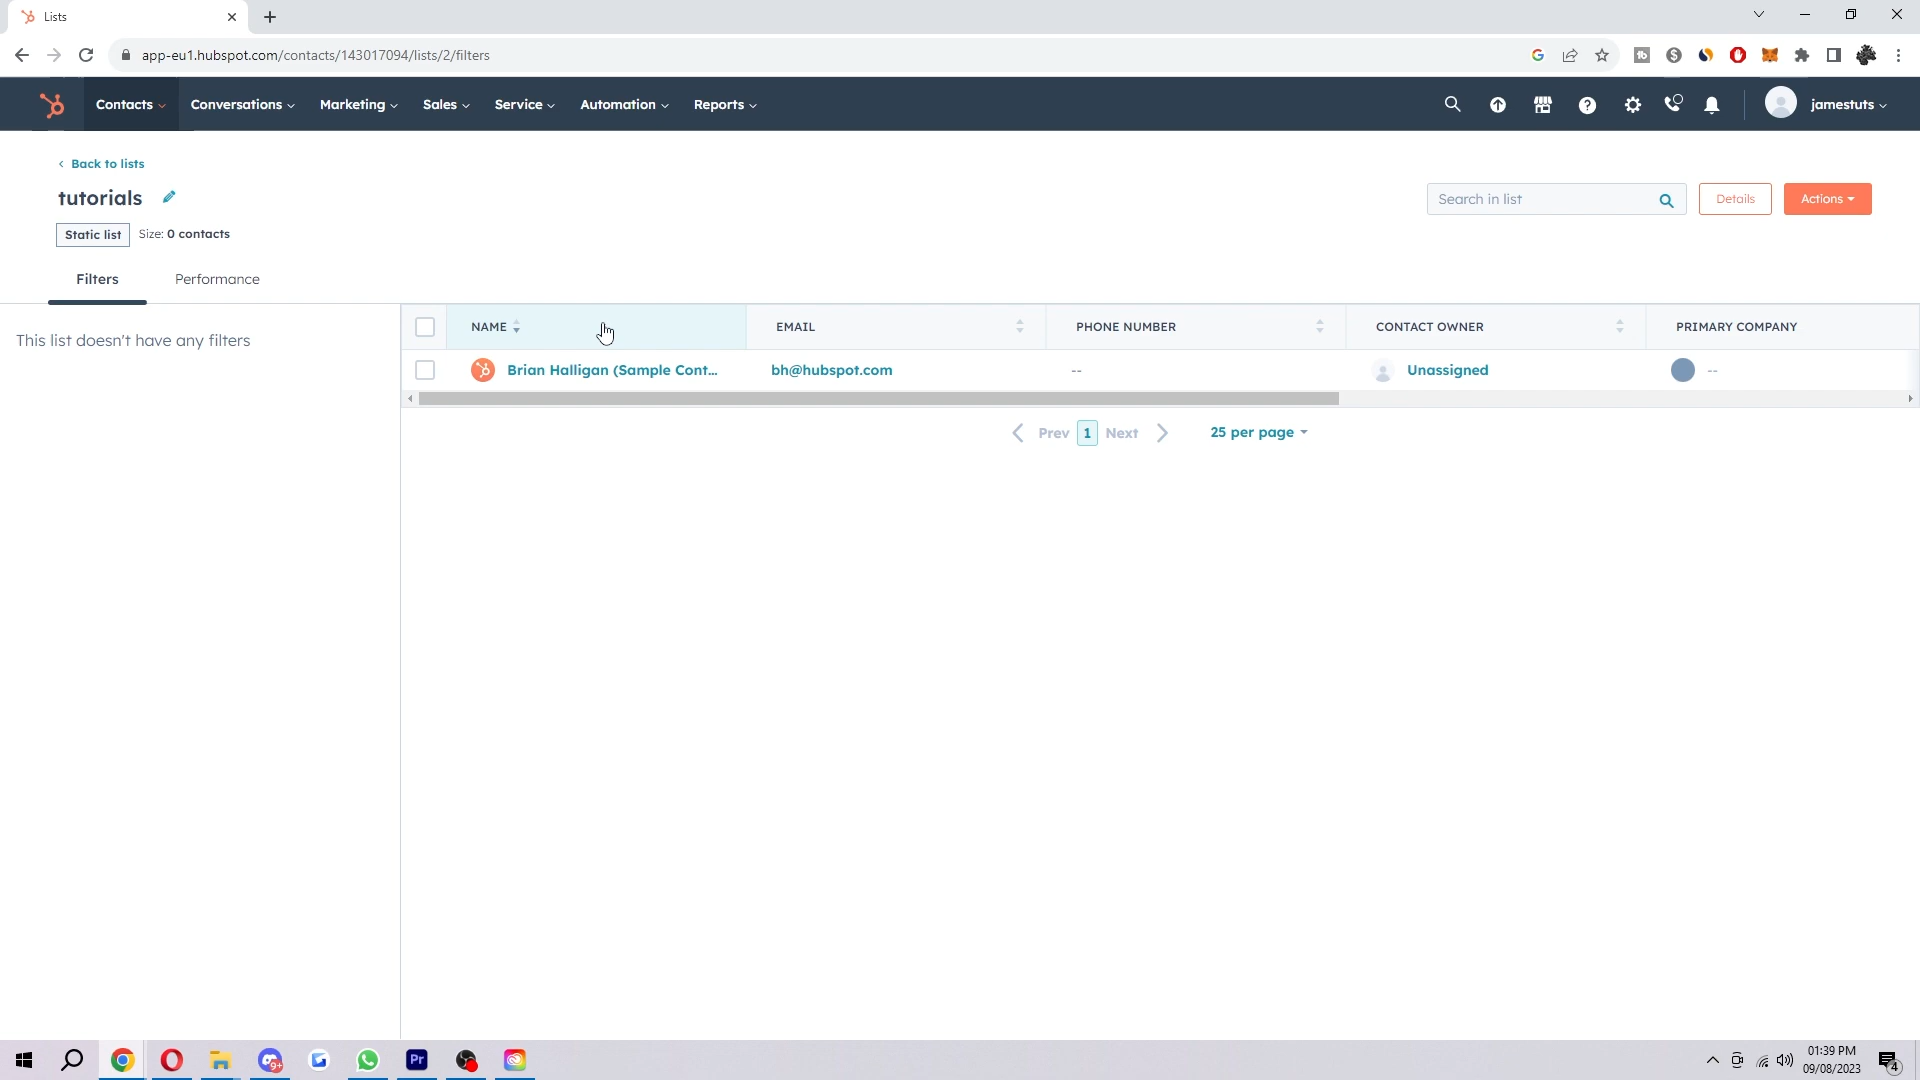 Lists
app-eu1.hubspot.com/contacts/143017094/lists/2/filters
Contacts
Conversations
Marketing
Sales
Service
Automation
Reports
jamestuts
Back to lists
tutorials
Search in list
Details
Actions
Static list
Size: 0 contacts
Filters
Performance
This list doesn't have any filters
NAME
EMAIL
PHONE NUMBER
CONTACT OWNER
PRIMARY COMPANY
Brian Halligan (Sample Cont...
bh@hubspot.com
--
Unassigned
--
Prev
1
Next
25 per page
9+
Pr
01:39 PM
09/08/2023
4